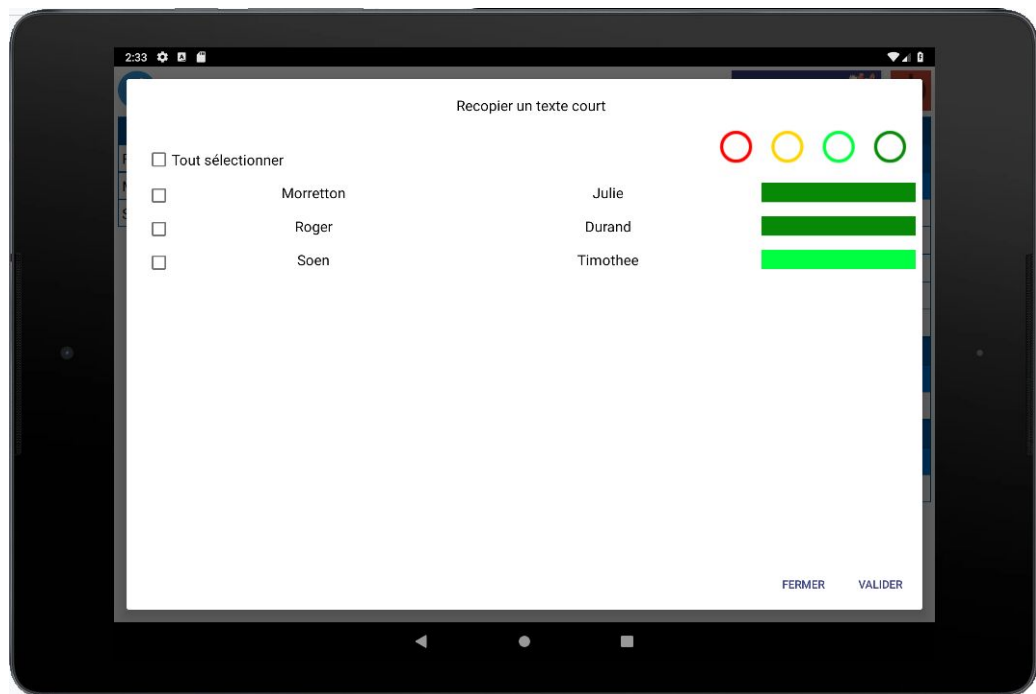 2:33
Recopier un texte court
Tout sélectionner
Morretton Julie
Roger Durand
Soen Timothee
FERMER VALIDER